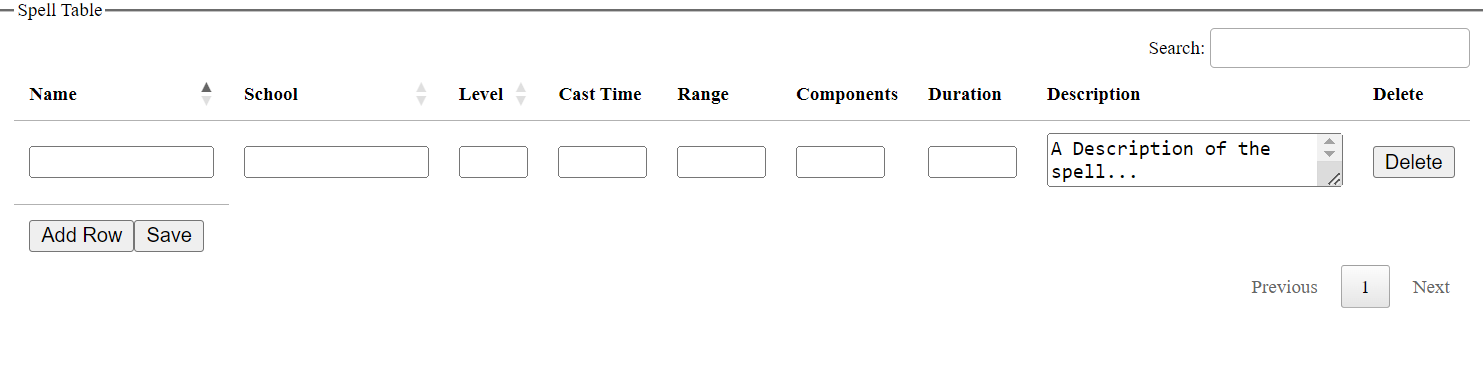 Spell Table
Search:
Name School Level Cast Time Range Components Duration Description Delete
A Description of the
spell...
Delete
Add Row Save
Previous 1 Next